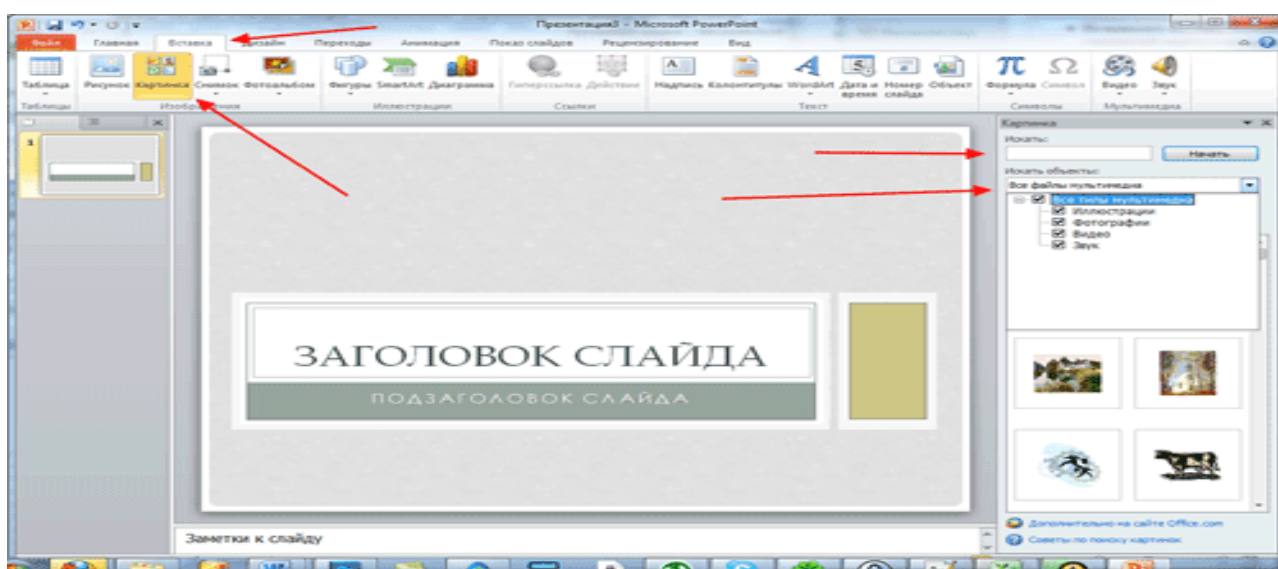 Презентация3 - Microsoft PowerPoint
Файл Главная Вставка Дизайн Переходы Анимация Показ слайдов Рецензирование Вид
Таблица Рисунок Картинка Снимок Фотоальбом Фигуры SmartArt Диаграмма Гиперссылка Действие Надпись Колонтитулы WordArt Дата и время Номер слайда Объект Формула Символ Видео Звук
Таблицы Изображения Иллюстрации Ссылки Текст Символы Мультимедиа
Картинка
1
Искать:
Начать
Искать объекты:
Все файлы мультимедиа
Все типы мультимедиа
Иллюстрации
Фотографии
Видео
Звук
ЗАГОЛОВОК СЛАЙДА
ПОДЗАГОЛОВОК СЛАЙДА
Дополнительно на сайте Office.com
Заметки к слайду
Советы по поиску картинок